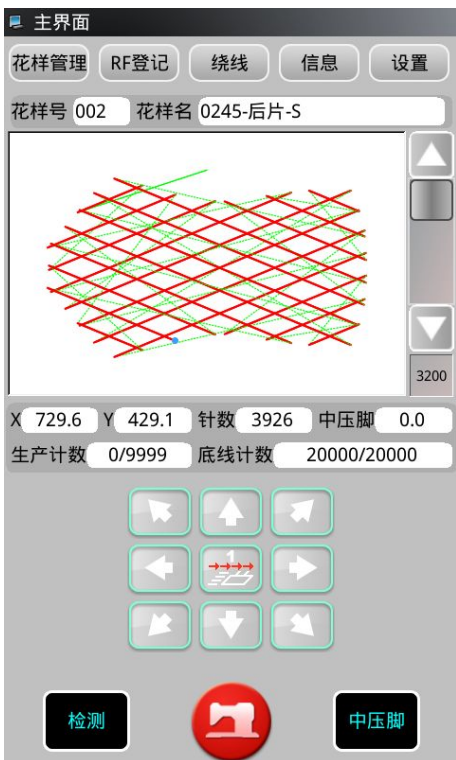 主界面
花样管理 RF登记 绕线 信息 设置
花样号 002 花样名 0245-后片-S
3200
X 729.6 Y 429.1 针数 3926 中压脚 0.0
生产计数 0/9999 底线计数 20000/20000
1
检测 中压脚